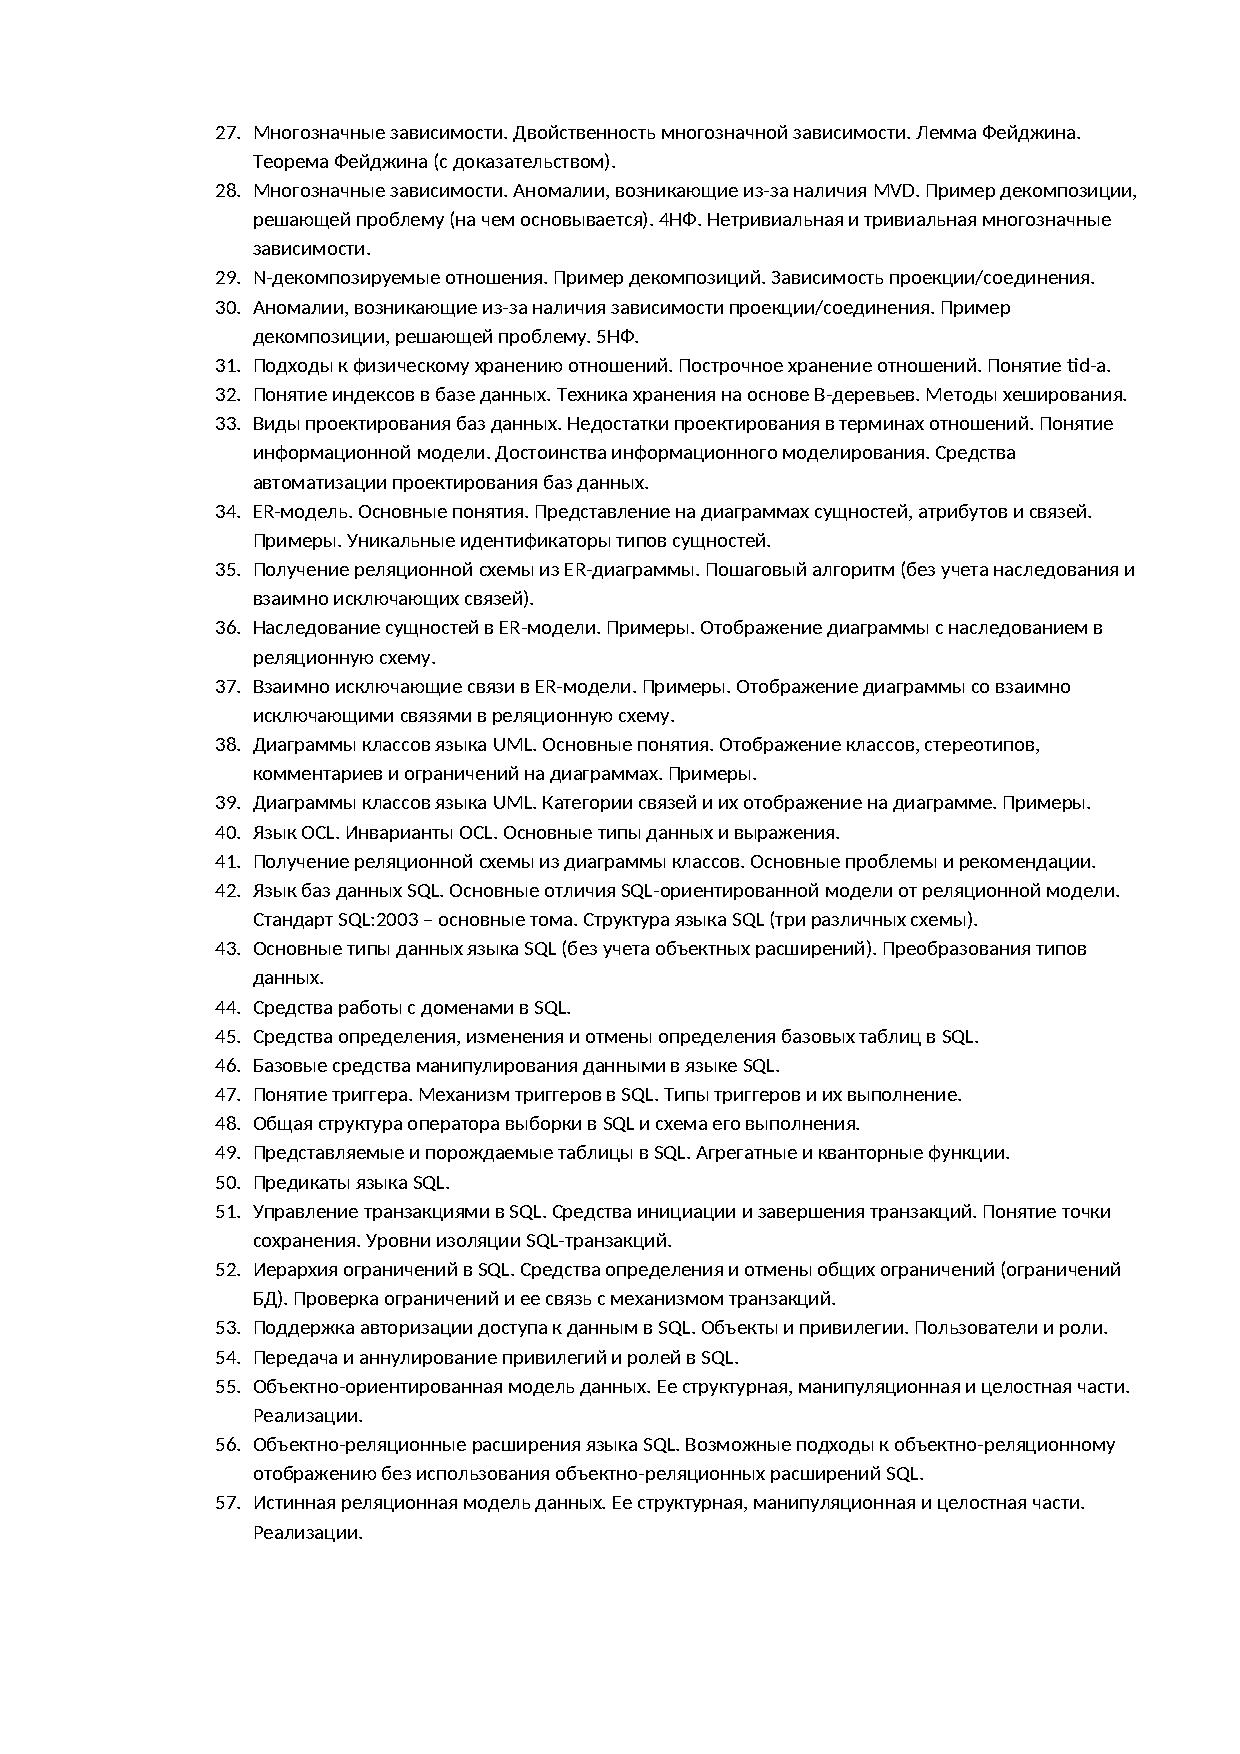 27. Многозначные зависимости. Двойственность многозначной зависимости. Лемма Фейджина.
Теорема Фейджина (с доказательством).
28. Многозначные зависимости. Аномалии, возникающие из-за наличия MVD. Пример декомпозиции,
решающей проблему (на чем основывается). 4НФ. Нетривиальная и тривиальная многозначные
зависимости.
29. N-декомпозируемые отношения. Пример декомпозиций. Зависимость проекции/соединения.
30. Аномалии, возникающие из-за наличия зависимости проекции/соединения. Пример
декомпозиции, решающей проблему. 5НФ.
31. Подходы к физическому хранению отношений. Построчное хранение отношений. Понятие tid-а.
32. Понятие индексов в базе данных. Техника хранения на основе B-деревьев. Методы хеширования.
33. Виды проектирования баз данных. Недостатки проектирования в терминах отношений. Понятие
информационной модели. Достоинства информационного моделирования. Средства
автоматизации проектирования баз данных.
34. ER-модель. Основные понятия. Представление на диаграммах сущностей, атрибутов и связей.
Примеры. Уникальные идентификаторы типов сущностей.
35. Получение реляционной схемы из ER-диаграммы. Пошаговый алгоритм (без учета наследования и
взаимно исключающих связей).
36. Наследование сущностей в ER-модели. Примеры. Отображение диаграммы с наследованием в
реляционную схему.
37. Взаимно исключающие связи в ER-модели. Примеры. Отображение диаграммы со взаимно
исключающими связями в реляционную схему.
38. Диаграммы классов языка UML. Основные понятия. Отображение классов, стереотипов,
комментариев и ограничений на диаграммах. Примеры.
39. Диаграммы классов языка UML. Категории связей и их отображение на диаграмме. Примеры.
40. Язык OCL. Инварианты OCL. Основные типы данных и выражения.
41. Получение реляционной схемы из диаграммы классов. Основные проблемы и рекомендации.
42. Язык баз данных SQL. Основные отличия SQL-ориентированной модели от реляционной модели.
Стандарт SQL:2003 – основные тома. Структура языка SQL (три различных схемы).
43. Основные типы данных языка SQL (без учета объектных расширений). Преобразования типов
данных.
44. Средства работы с доменами в SQL.
45. Средства определения, изменения и отмены определения базовых таблиц в SQL.
46. Базовые средства манипулирования данными в языке SQL.
47. Понятие триггера. Механизм триггеров в SQL. Типы триггеров и их выполнение.
48. Общая структура оператора выборки в SQL и схема его выполнения.
49. Представляемые и порождаемые таблицы в SQL. Агрегатные и кванторные функции.
50. Предикаты языка SQL.
51. Управление транзакциями в SQL. Средства инициации и завершения транзакций. Понятие точки
сохранения. Уровни изоляции SQL-транзакций.
52. Иерархия ограничений в SQL. Средства определения и отмены общих ограничений (ограничений
БД). Проверка ограничений и ее связь с механизмом транзакций.
53. Поддержка авторизации доступа к данным в SQL. Объекты и привилегии. Пользователи и роли.
54. Передача и аннулирование привилегий и ролей в SQL.
55. Объектно-ориентированная модель данных. Ее структурная, манипуляционная и целостная части.
Реализации.
56. Объектно-реляционные расширения языка SQL. Возможные подходы к объектно-реляционному
отображению без использования объектно-реляционных расширений SQL.
57. Истинная реляционная модель данных. Ее структурная, манипуляционная и целостная части.
Реализации.